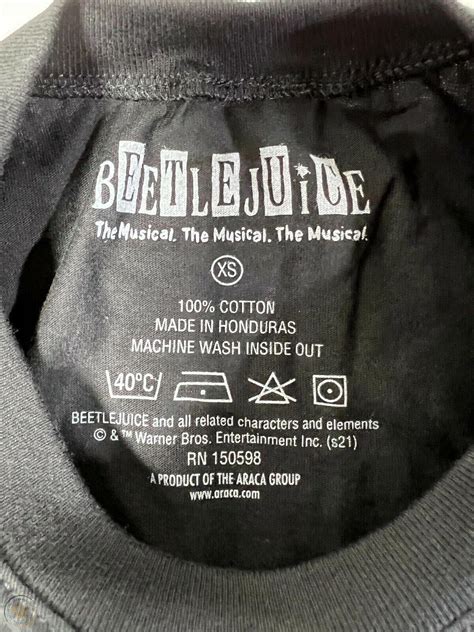 BEETLEJUiCE
The Musical. The Musical. The Musical.
XS
100% COTTON
MADE IN HONDURAS
MACHINE WASH INSIDE OUT
40°C
BEETLEJUICE and all related characters and elements
© & ™ Warner Bros. Entertainment Inc. (s21)
RN 150598
A PRODUCT OF THE ARACA GROUP
www.araca.com